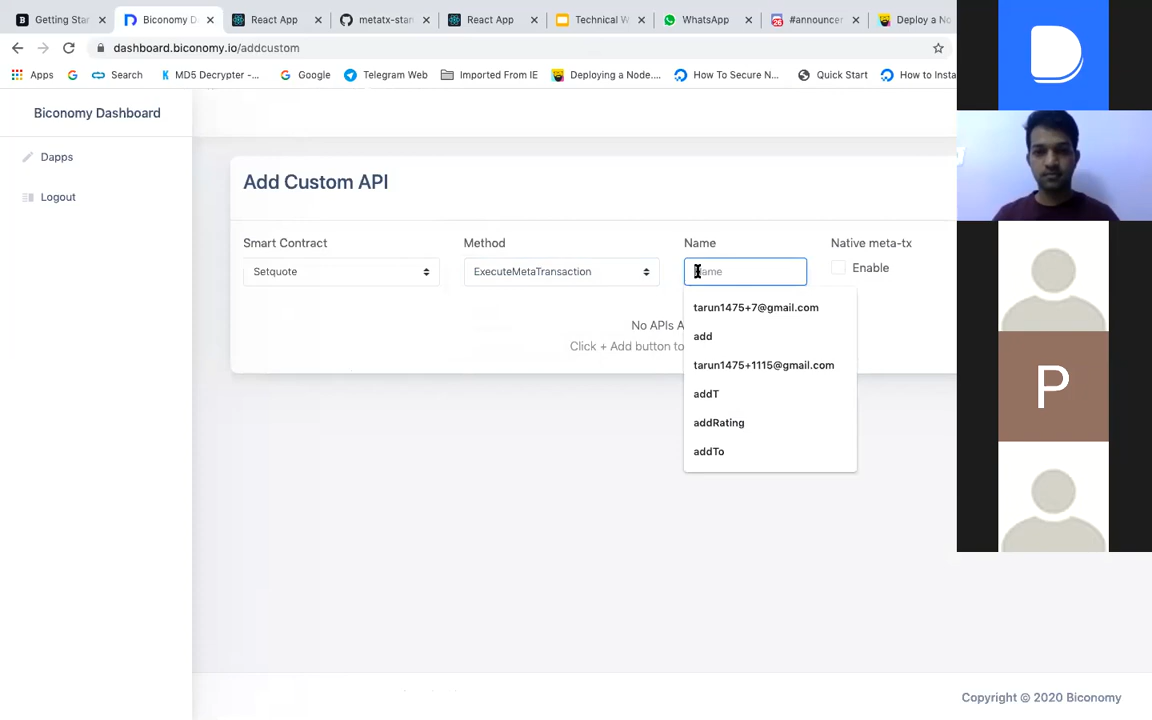 Getting Star
Biconomy D
React App
metatx-stan
React App
Technical W
WhatsApp
#announcer
Deploy a No
dashboard.biconomy.io/addcustom
Apps
Search
MD5 Decrypter -...
Google
Telegram Web
Imported From IE
Deploying a Node....
How To Secure N...
Quick Start
How to Insta
Biconomy Dashboard
Dapps
Logout
Add Custom API
Smart Contract
Method
Name
Native meta-tx
Setquote
ExecuteMetaTransaction
Name
Enable
No APIs A
Click + Add button to
tarun1475+7@gmail.com
add
tarun1475+1115@gmail.com
addT
addRating
addTo
P
Copyright © 2020 Biconomy